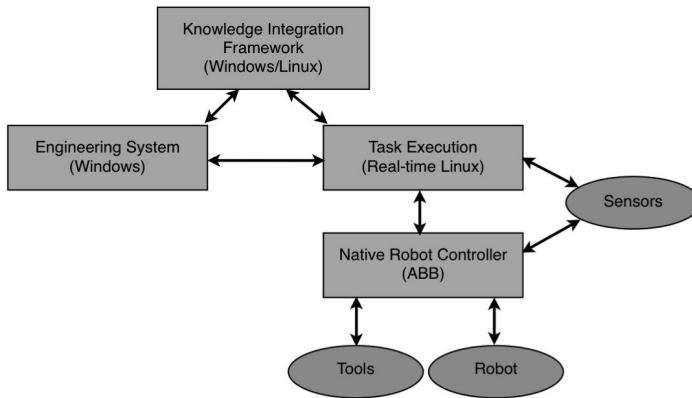 Knowledge Integration
Framework
(Windows/Linux)
Engineering System
(Windows)
Task Execution
(Real-time Linux)
Sensors
Native Robot Controller
(ABB)
Tools
Robot